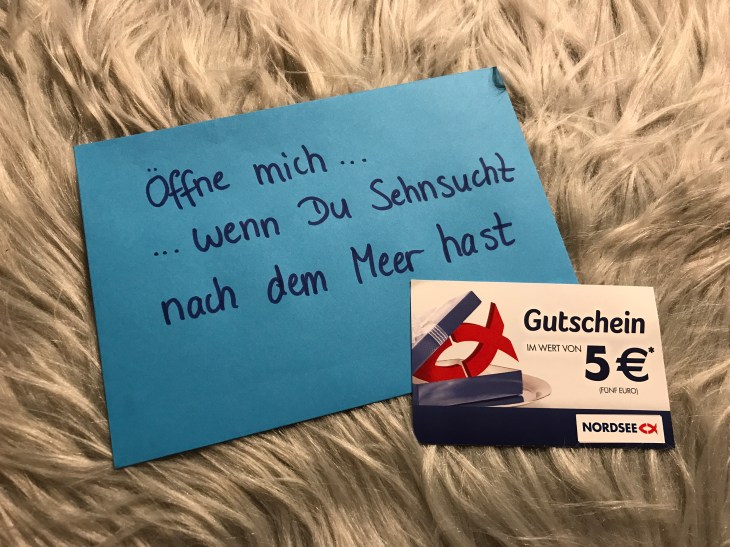 Öffne mich...
...wenn Du Sehnsucht
nach dem Meer hast
Gutschein
IM WERT VON 5€*
(FÜNF EURO)
NORDSEE